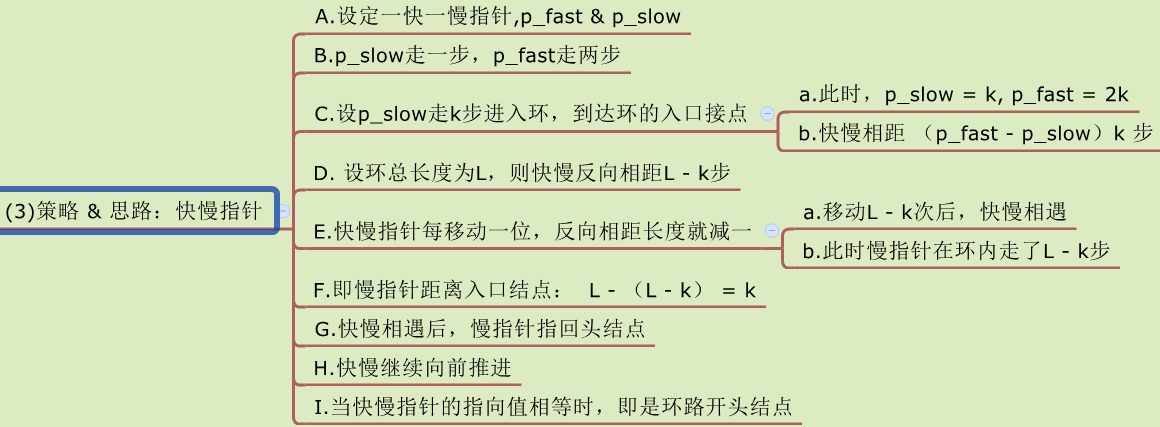 (3)策略 & 思路：快慢指针
A.设定一快一慢指针,p_fast & p_slow
B.p_slow走一步，p_fast走两步
C.设p_slow走k步进入环，到达环的入口接点
a.此时，p_slow = k, p_fast = 2k
b.快慢相距 （p_fast - p_slow）k 步
D. 设环总长度为L，则快慢反向相距L - k步
E.快慢指针每移动一位，反向相距长度就减一
a.移动L - k次后，快慢相遇
b.此时慢指针在环内走了L - k步
F.即慢指针距离入口结点： L - （L - k） = k
G.快慢相遇后，慢指针指回头结点
H.快慢继续向前推进
I.当快慢指针的指向值相等时，即是环路开头结点